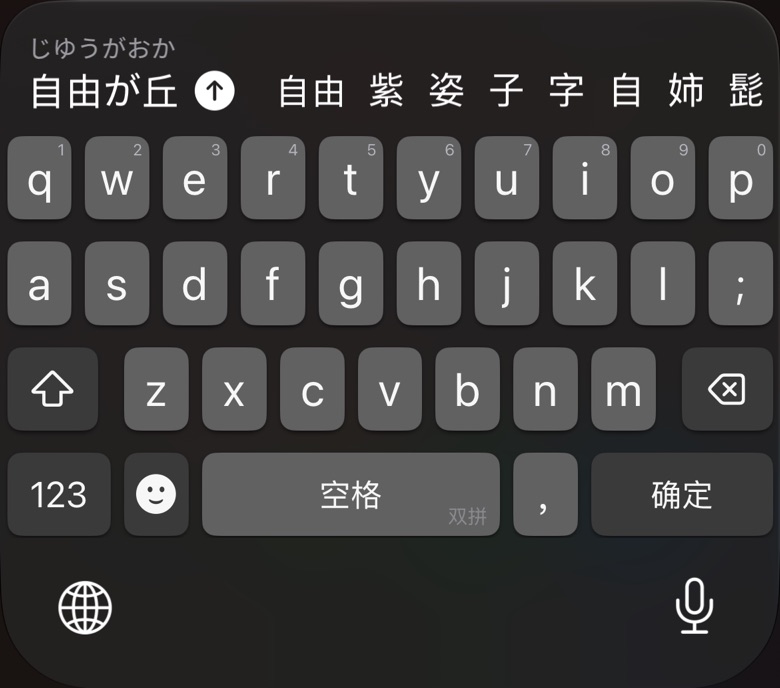 じゆうがおか
自由が丘 自由 紫 姿 子 字 自 姉 髭
q 1 w 2 e 3 r 4 t 5 y 6 u 7 i 8 o 9 p 0
a s d f g h j k l ;
z x c v b n m
123 空格 双拼 , 确定